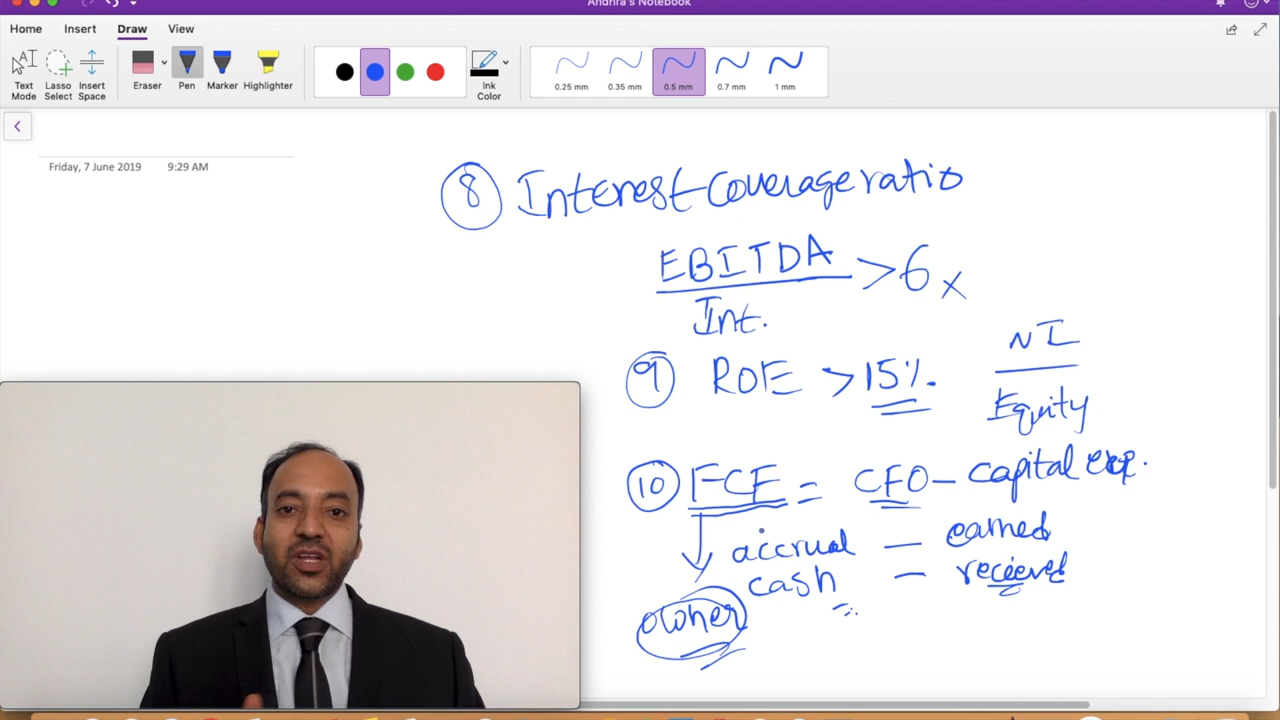 Andhra's Notebook
Home Insert Draw View
Text Mode
Lasso Select
Insert Space
Eraser
Pen
Marker
Highlighter
Ink Color
0.25 mm
0.35 mm
0.5 mm
0.7 mm
1 mm
Friday, 7 June 2019 9:29 AM
8 Interest coverage ratio
EBITDA > 6x
Int.
9 ROE > 15%. NI
Equity
10 FCF = CFO - capital exp.
accrual - earned
cash - recieved
owner